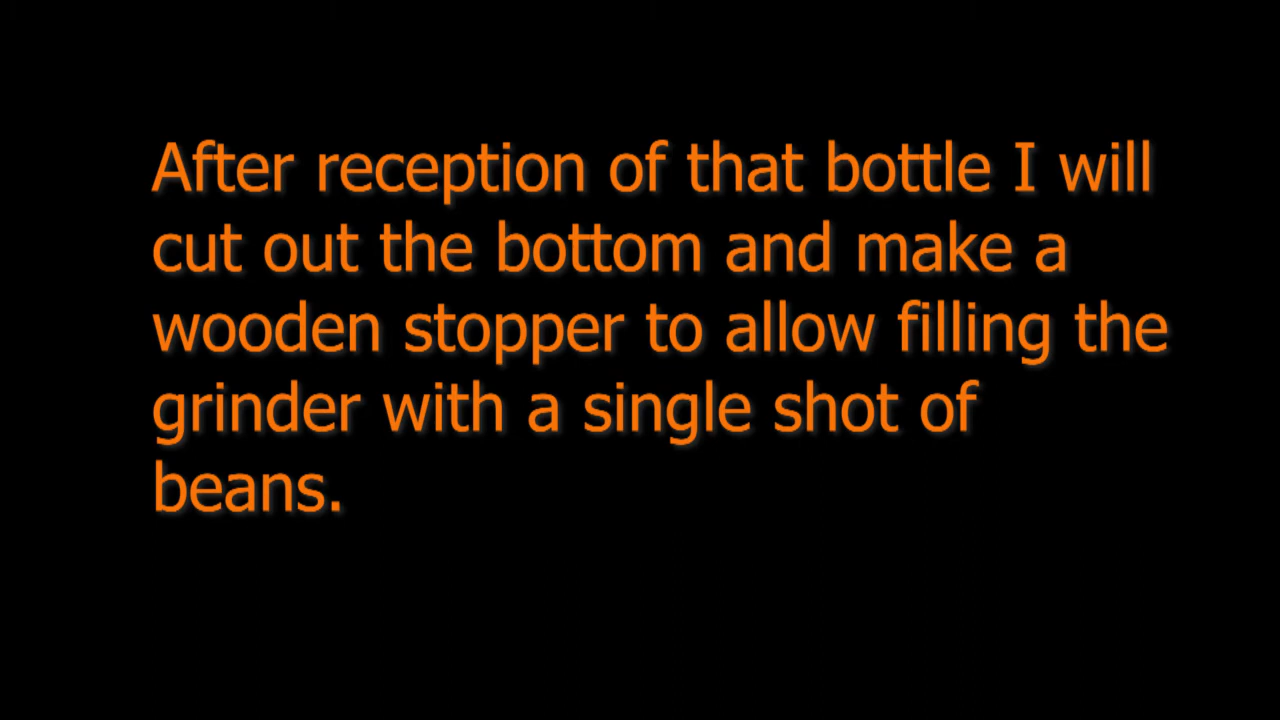 After reception of that bottle I will
cut out the bottom and make a
wooden stopper to allow filling the
grinder with a single shot of
beans.